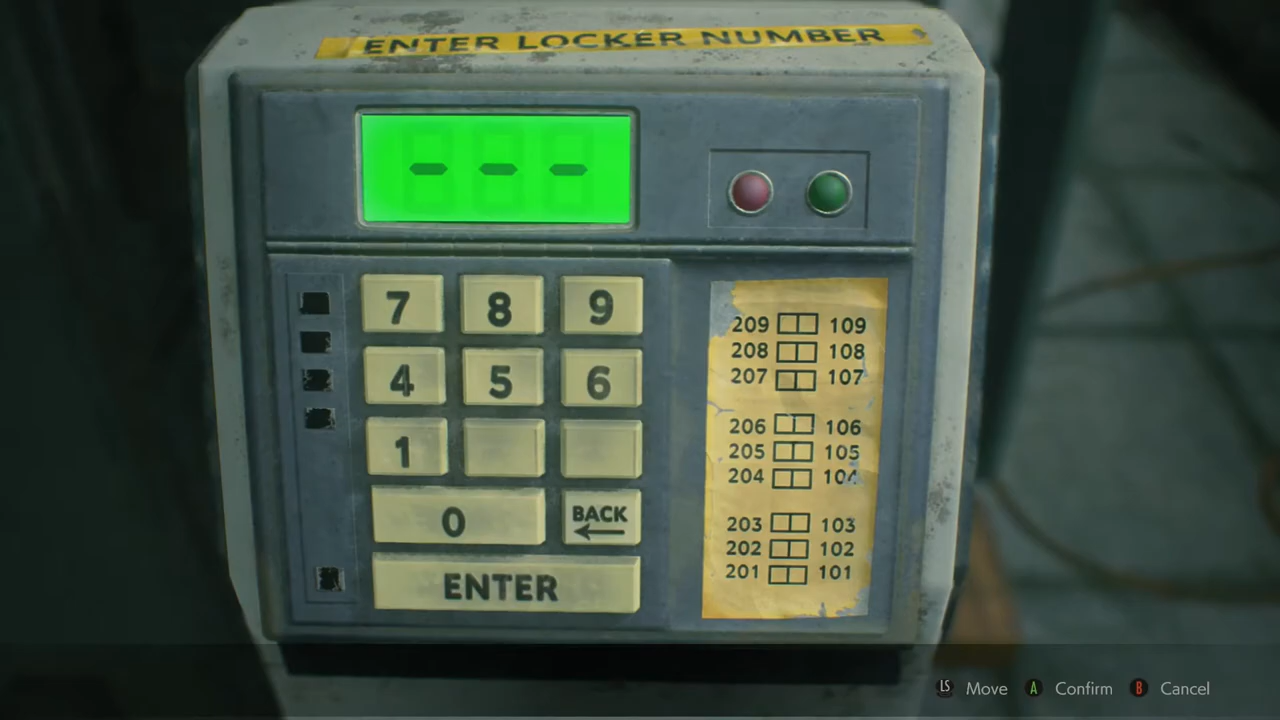 ENTER LOCKER NUMBER
- - -
7 8 9
4 5 6
1
0 BACK
ENTER
209 109
208 108
207 107
206 106
205 105
204 104
203 103
202 102
201 101
LS Move A Confirm B Cancel